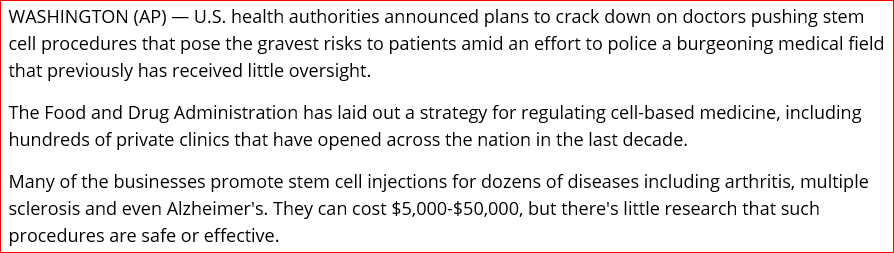 WASHINGTON (AP) — U.S. health authorities announced plans to crack down on doctors pushing stem
cell procedures that pose the gravest risks to patients amid an effort to police a burgeoning medical field
that previously has received little oversight.
The Food and Drug Administration has laid out a strategy for regulating cell-based medicine, including
hundreds of private clinics that have opened across the nation in the last decade.
Many of the businesses promote stem cell injections for dozens of diseases including arthritis, multiple
sclerosis and even Alzheimer's. They can cost $5,000-$50,000, but there's little research that such
procedures are safe or effective.